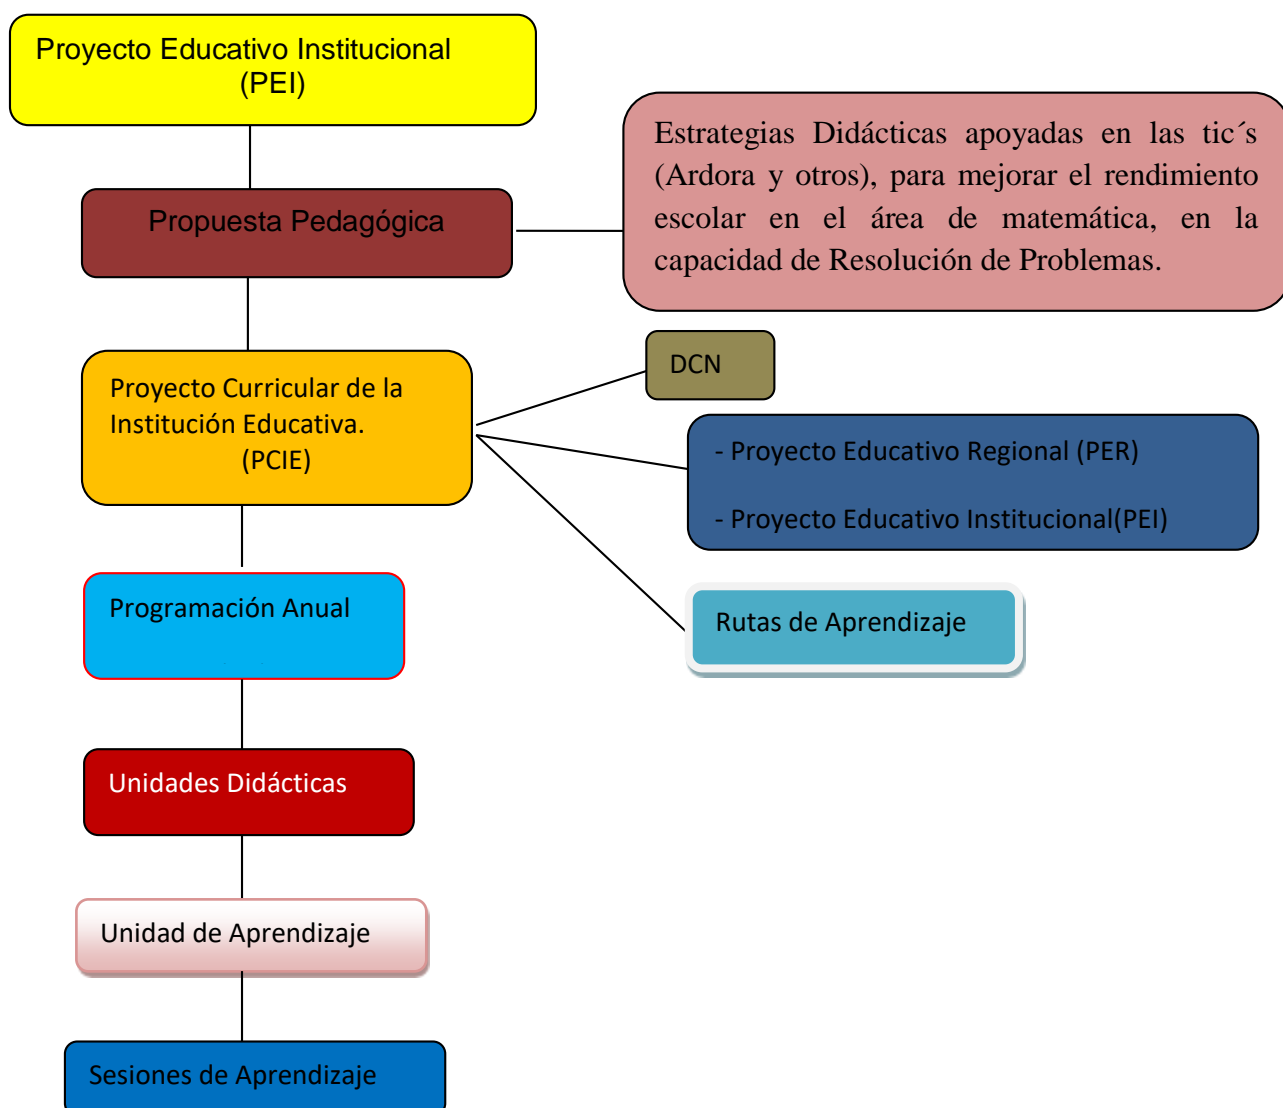 Proyecto Educativo Institucional
(PEI)
Propuesta Pedagógica
Estrategias Didácticas apoyadas en las tic´s
(Ardora y otros), para mejorar el rendimiento
escolar en el área de matemática, en la
capacidad de Resolución de Problemas.
DCN
Proyecto Curricular de la
Institución Educativa.
(PCIE)
- Proyecto Educativo Regional (PER)
- Proyecto Educativo Institucional(PEI)
Programación Anual
Rutas de Aprendizaje
Unidades Didácticas
Unidad de Aprendizaje
Sesiones de Aprendizaje